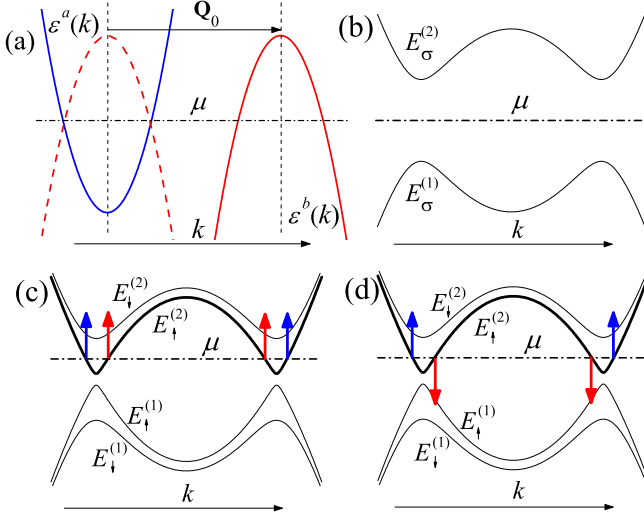 (a)
ε^a(k)
Q_0
μ
ε^b(k)
k
(b)
E_σ^(2)
μ
E_σ^(1)
k
(c)
E_↓^(2)
E_↑^(2)
μ
E_↑^(1)
E_↓^(1)
k
(d)
E_↓^(2)
E_↑^(2)
μ
E_↑^(1)
E_↓^(1)
k